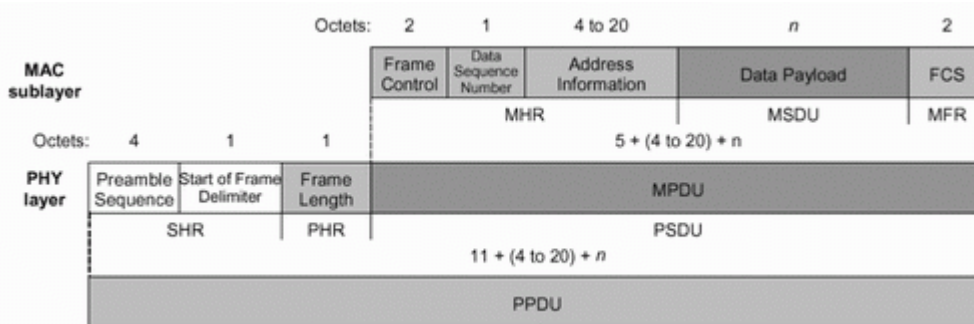 Octets: 2 1 4 to 20 n 2
MAC sublayer
Frame Control
Data Sequence Number
Address Information
Data Payload
FCS
MHR MSDU MFR
Octets: 4 1 1 5 + (4 to 20) + n
PHY layer
Preamble Sequence
Start of Frame Delimiter
Frame Length
MPDU
SHR PHR PSDU
11 + (4 to 20) + n
PPDU